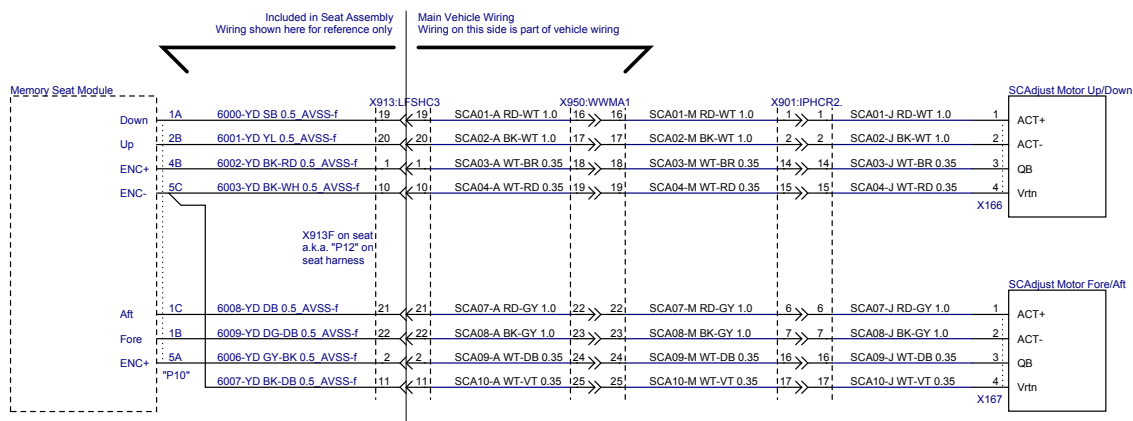 Included in Seat Assembly
Wiring shown here for reference only
Main Vehicle Wiring
Wiring on this side is part of vehicle wiring
Memory Seat Module
X913:LFSHC3
X950:WWMA1
X901:IPHCR2.
SCAdjust Motor Up/Down
Down 1A 6000-YD SB 0.5_AVSS-f 19 19 SCA01-A RD-WT 1.0 16 16 SCA01-M RD-WT 1.0 1 1 SCA01-J RD-WT 1.0 1 ACT+
Up 2B 6001-YD YL 0.5_AVSS-f 20 20 SCA02-A BK-WT 1.0 17 17 SCA02-M BK-WT 1.0 2 2 SCA02-J BK-WT 1.0 2 ACT-
ENC+ 4B 6002-YD BK-RD 0.5_AVSS-f 1 1 SCA03-A WT-BR 0.35 18 18 SCA03-M WT-BR 0.35 14 14 SCA03-J WT-BR 0.35 3 QB
ENC- 5C 6003-YD BK-WH 0.5_AVSS-f 10 10 SCA04-A WT-RD 0.35 19 19 SCA04-M WT-RD 0.35 15 15 SCA04-J WT-RD 0.35 4 Vrtn
X166
X913F on seat
a.k.a. "P12" on
seat harness
SCAdjust Motor Fore/Aft
Aft 1C 6008-YD DB 0.5_AVSS-f 21 21 SCA07-A RD-GY 1.0 22 22 SCA07-M RD-GY 1.0 6 6 SCA07-J RD-GY 1.0 1 ACT+
Fore 1B 6009-YD DG-DB 0.5_AVSS-f 22 22 SCA08-A BK-GY 1.0 23 23 SCA08-M BK-GY 1.0 7 7 SCA08-J BK-GY 1.0 2 ACT-
ENC+ 5A 6006-YD GY-BK 0.5_AVSS-f 2 2 SCA09-A WT-DB 0.35 24 24 SCA09-M WT-DB 0.35 16 16 SCA09-J WT-DB 0.35 3 QB
"P10"
6007-YD BK-DB 0.5_AVSS-f 11 11 SCA10-A WT-VT 0.35 25 25 SCA10-M WT-VT 0.35 17 17 SCA10-J WT-VT 0.35 4 Vrtn
X167